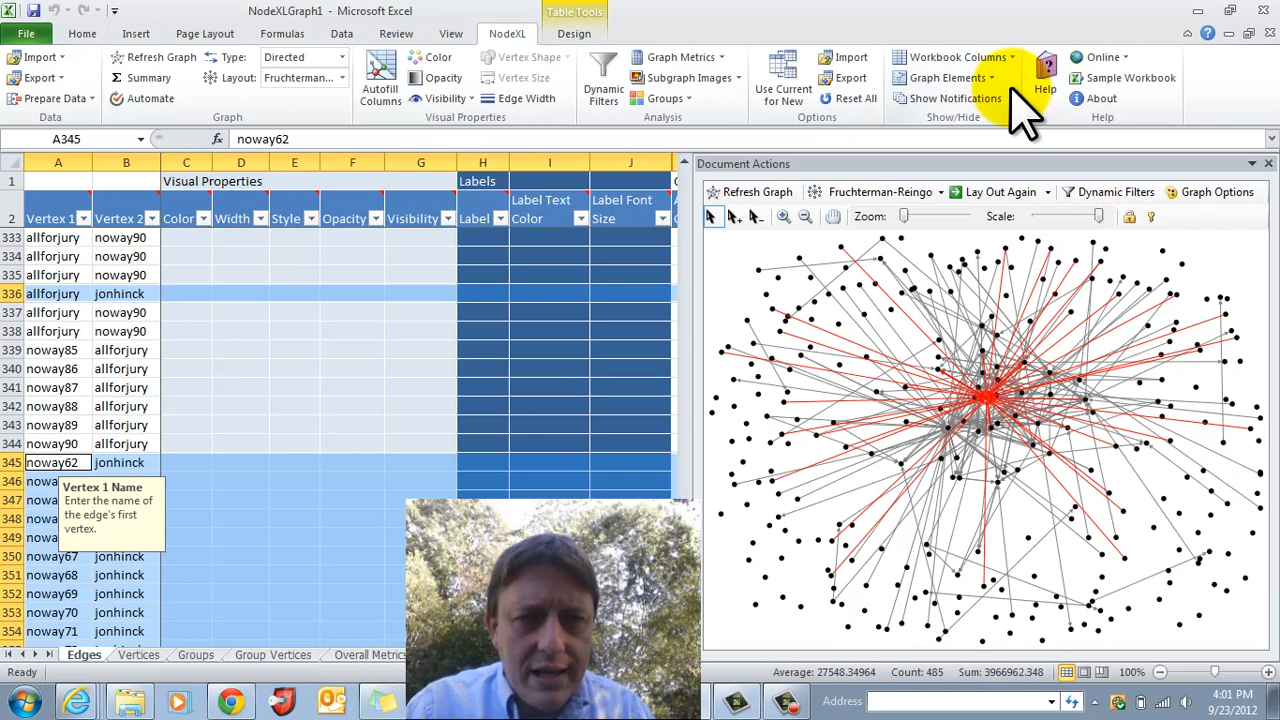 NodeXLGraph1 - Microsoft Excel
Table Tools
File Home Insert Page Layout Formulas Data Review View NodeXL Design
Import Refresh Graph Type: Directed Color Vertex Shape Graph Metrics Import Workbook Columns Online
Export Summary Layout: Fruchterman... Opacity Vertex Size Subgraph Images Export Graph Elements Sample Workbook
Prepare Data Automate Autofill Columns Visibility Edge Width Dynamic Filters Groups Use Current for New Reset All Show Notifications Help About
Data Graph Visual Properties Analysis Options Show/Hide Help
A345 fx noway62
Document Actions
A B C D E F G H I J
1 Visual Properties Labels
2 Vertex 1 Vertex 2 Color Width Style Opacity Visibility Label Label Text Color Label Font Size
Refresh Graph Fruchterman-Reingo Lay Out Again Dynamic Filters Graph Options
Zoom: Scale:
333 allforjury noway90
334 allforjury noway90
335 allforjury noway90
336 allforjury jonhinck
337 allforjury noway90
338 allforjury noway90
339 noway85 allforjury
340 noway86 allforjury
341 noway87 allforjury
342 noway88 allforjury
343 noway89 allforjury
344 noway90 allforjury
345 noway62 jonhinck
346
347
348
349
350 noway67 jonhinck
351 noway68 jonhinck
352 noway69 jonhinck
353 noway70 jonhinck
354 noway71 jonhinck
Vertex 1 Name
Enter the name of
the edge's first
vertex.
Edges Vertices Groups Group Vertices Overall Metrics
Ready Average: 27548.34964 Count: 485 Sum: 3966962.348 100%
Address
4:01 PM
9/23/2012